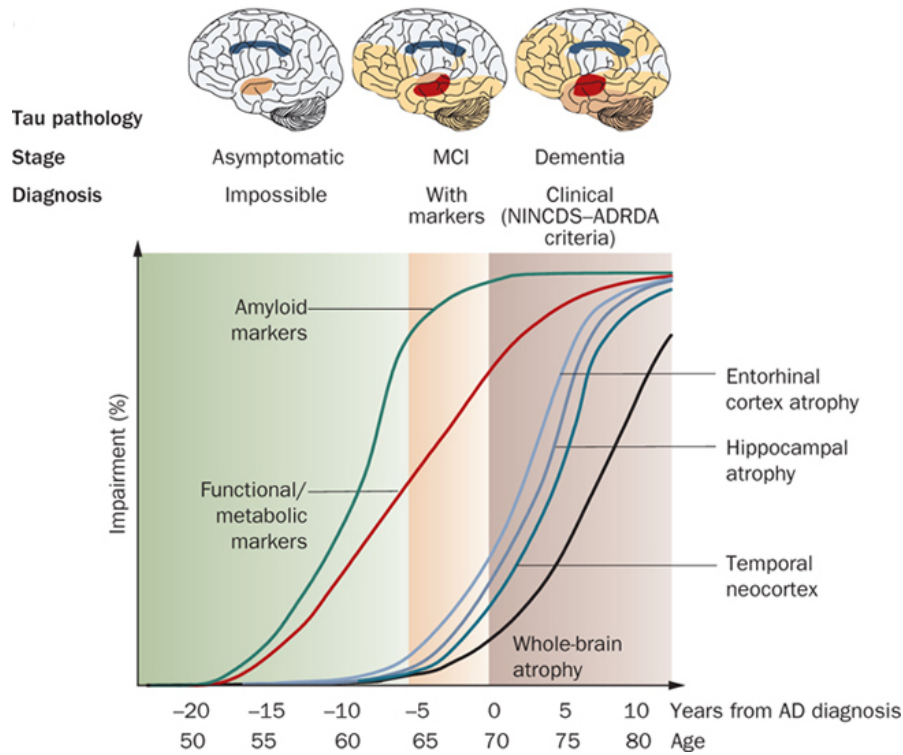 Tau pathology
Stage Asymptomatic MCI Dementia
Diagnosis Impossible With markers Clinical (NINCDS–ADRDA criteria)
Impairment (%)
Amyloid
markers
Functional/
metabolic
markers
Entorhinal
cortex atrophy
Hippocampal
atrophy
Temporal
neocortex
Whole-brain
atrophy
–20 –15 –10 –5 0 5 10 Years from AD diagnosis
50 55 60 65 70 75 80 Age